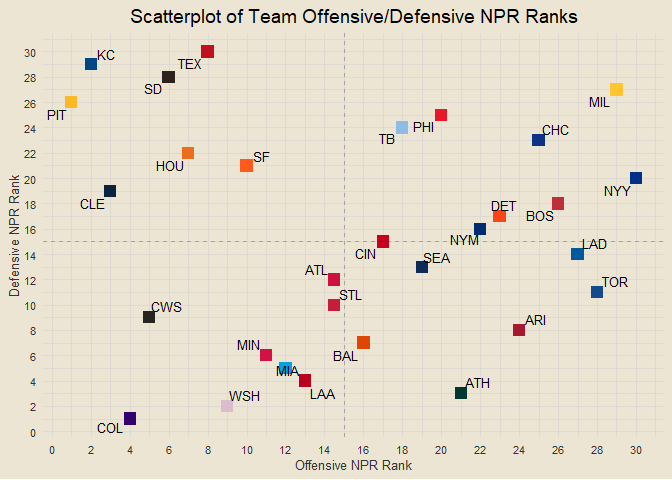 Scatterplot of Team Offensive/Defensive NPR Ranks
Defensive NPR Rank
30
28
26
24
22
20
18
16
14
12
10
8
6
4
2
0
KC
TEX
SD
PIT
MIL
PHI
TB
CHC
SF
HOU
CLE
NYY
BOS
DET
NYM
CIN
LAD
SEA
ATL
TOR
STL
CWS
ARI
MIN
BAL
MIA
LAA
ATH
WSH
COL
0 2 4 6 8 10 12 14 16 18 20 22 24 26 28 30
Offensive NPR Rank